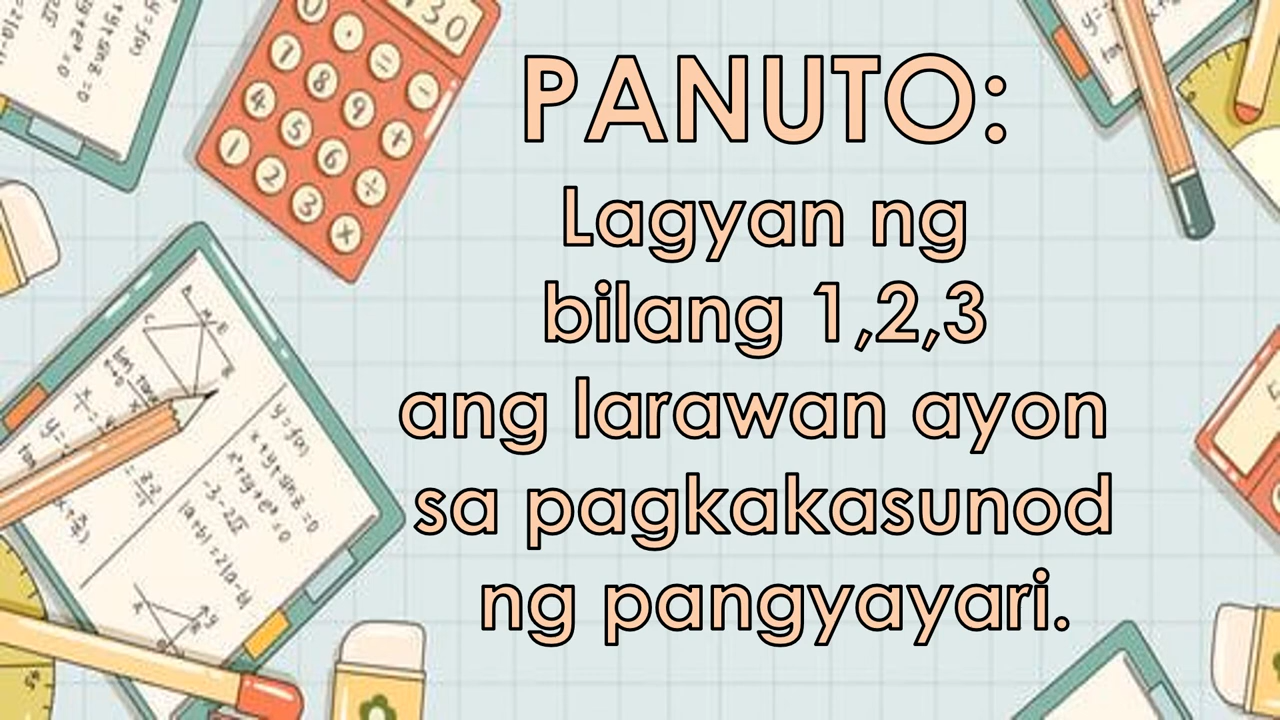 PANUTO:
Lagyan ng
bilang 1,2,3
ang larawan ayon
sa pagkakasunod
ng pangyayari.